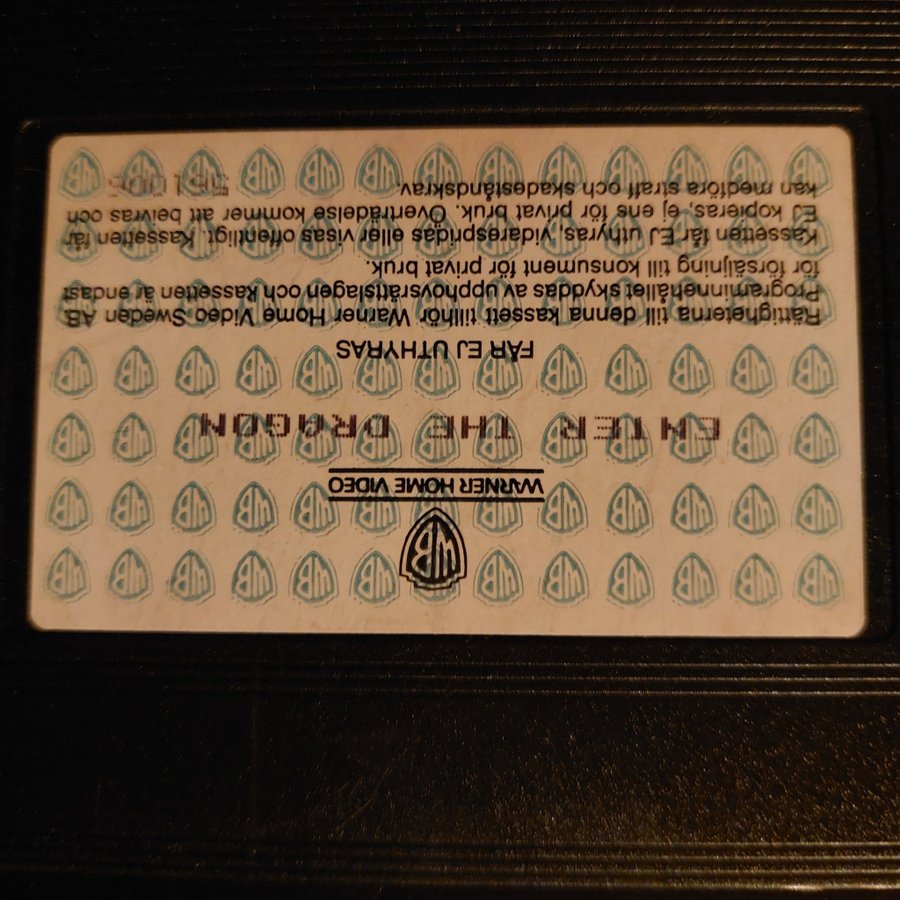 WB
WARNER HOME VIDEO
ENTER THE DRAGON
FÅR EJ UTHYRAS
Rättigheterna till denna kassett tillhör Warner Home Video Sweden AB.
Programinnehållet skyddas av upphovsrättslagen och kassetten är endast
för försäljning till konsument för privat bruk.
Kassetten får EJ uthyras, vidarespridas eller visas offentligt. Kassetten får
EJ kopieras, ej ens för privat bruk. Överträdelse kommer att beivras och
kan medföra straff och skadeståndskrav.